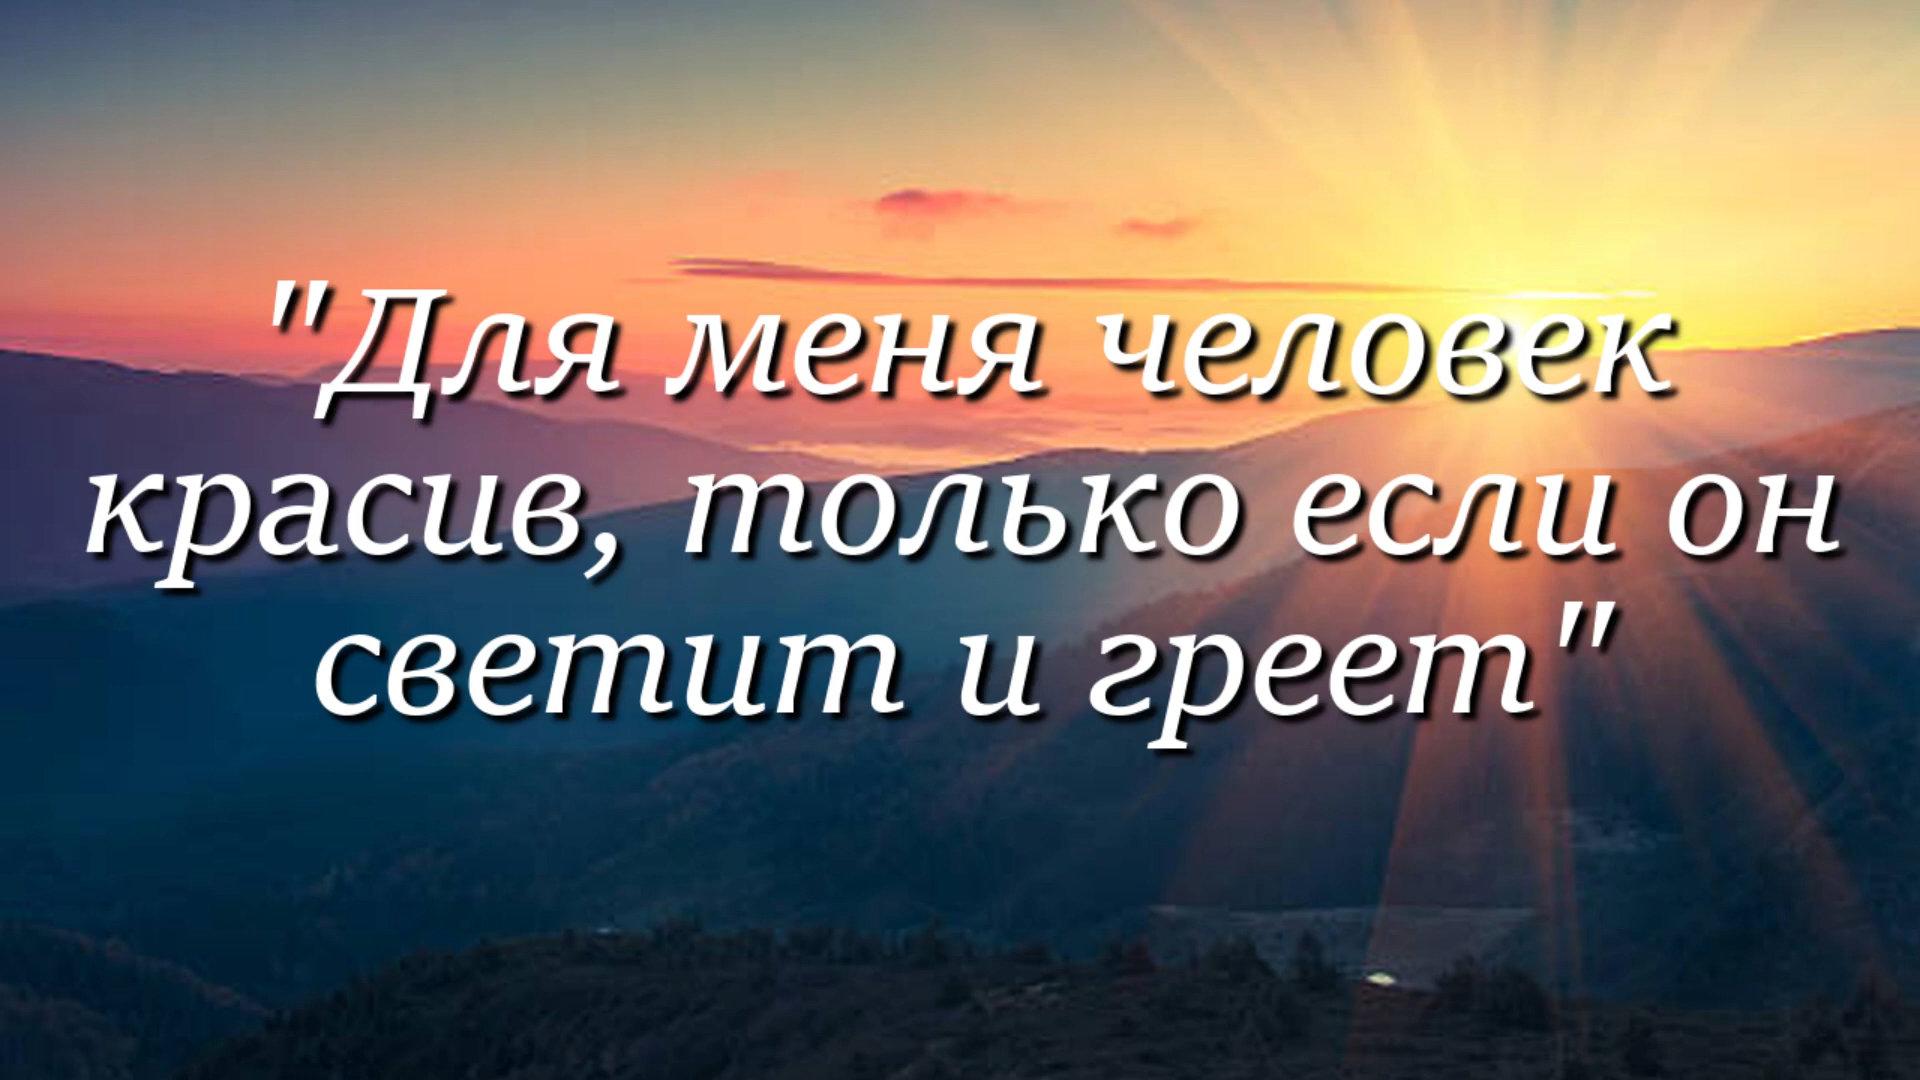 "Для меня человек
красив, только если он
светит и греет"